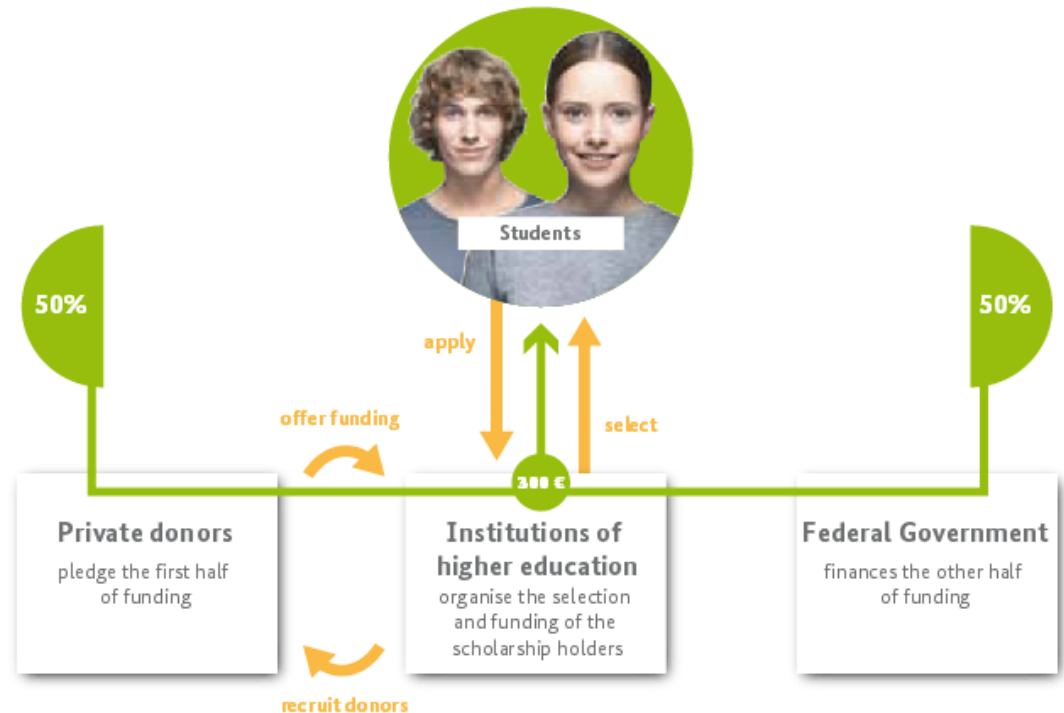 Students
50%
50%
apply
offer funding
select
300 €
Private donors
pledge the first half
of funding
Institutions of
higher education
organise the selection
and funding of the
scholarship holders
Federal Government
finances the other half
of funding
recruit donors